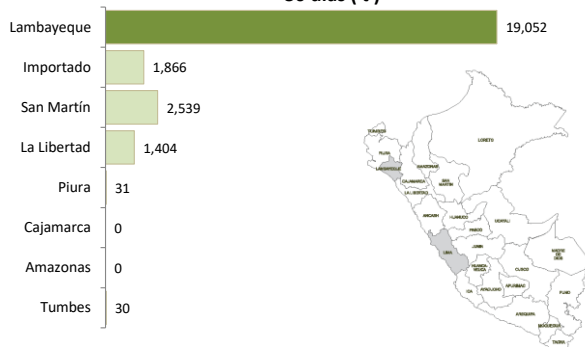 30 días ( t )
Lambayeque 19,052
Importado 1,866
San Martín 2,539
La Libertad 1,404
Piura 31
Cajamarca 0
Amazonas 0
Tumbes 30
TUMBES
LORETO
PIURA
AMAZONAS
LAMBAYEQUE
CAJAMARCA
SAN
MARTIN
LA LIBERTAD
ANCASH
HUANUCO
UCAYALI
PASCO
JUNIN
LIMA
MADRE
DE
DIOS
HUANCA-
VELICA
CUSCO
ICA
AYACUCHO
APURIMAC
PUNO
AREQUIPA
MOQUEGUA
TACNA